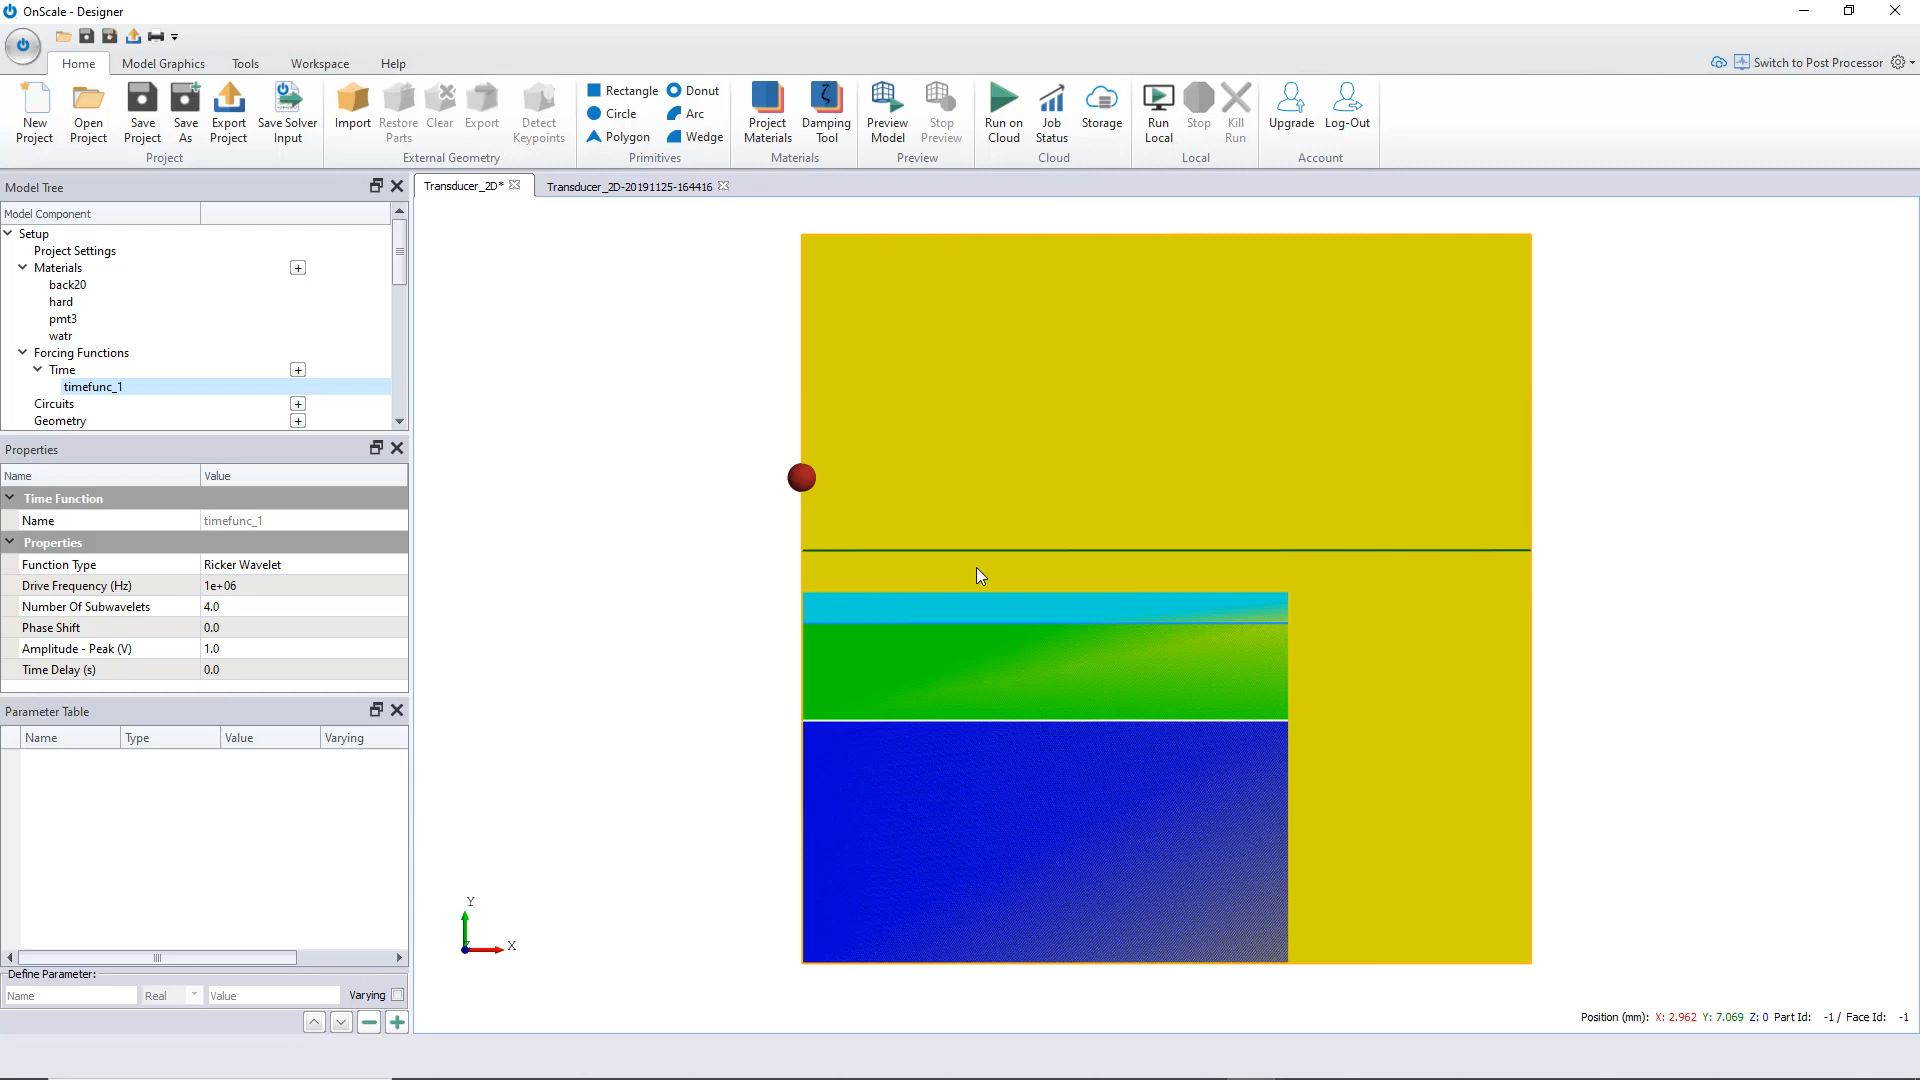 OnScale - Designer
Home Model Graphics Tools Workspace Help
Switch to Post Processor
New Project Open Project Save Project Save As Export Project Save Solver Input
Project
Import Restore Parts Clear Export Detect Keypoints
External Geometry
Rectangle Donut
Circle Arc
Polygon Wedge
Primitives
Project Materials Damping Tool
Materials
Preview Model Stop Preview
Preview
Run on Cloud Job Status Storage
Cloud
Run Local Stop Kill Run
Local
Upgrade Log-Out
Account
Model Tree
Transducer_2D* Transducer_2D-20191125-164416
Model Component
Setup
Project Settings
Materials +
back20
hard
pmt3
watr
Forcing Functions
Time +
timefunc_1
Circuits +
Geometry +
Properties
Name Value
Time Function
Name timefunc_1
Properties
Function Type Ricker Wavelet
Drive Frequency (Hz) 1e+06
Number Of Subwavelets 4.0
Phase Shift 0.0
Amplitude - Peak (V) 1.0
Time Delay (s) 0.0
Parameter Table
Name Type Value Varying
Define Parameter:
Name Real Value Varying
Y
X
Z
Position (mm): X: 2.962 Y: 7.069 Z: 0 Part Id: -1 / Face Id: -1